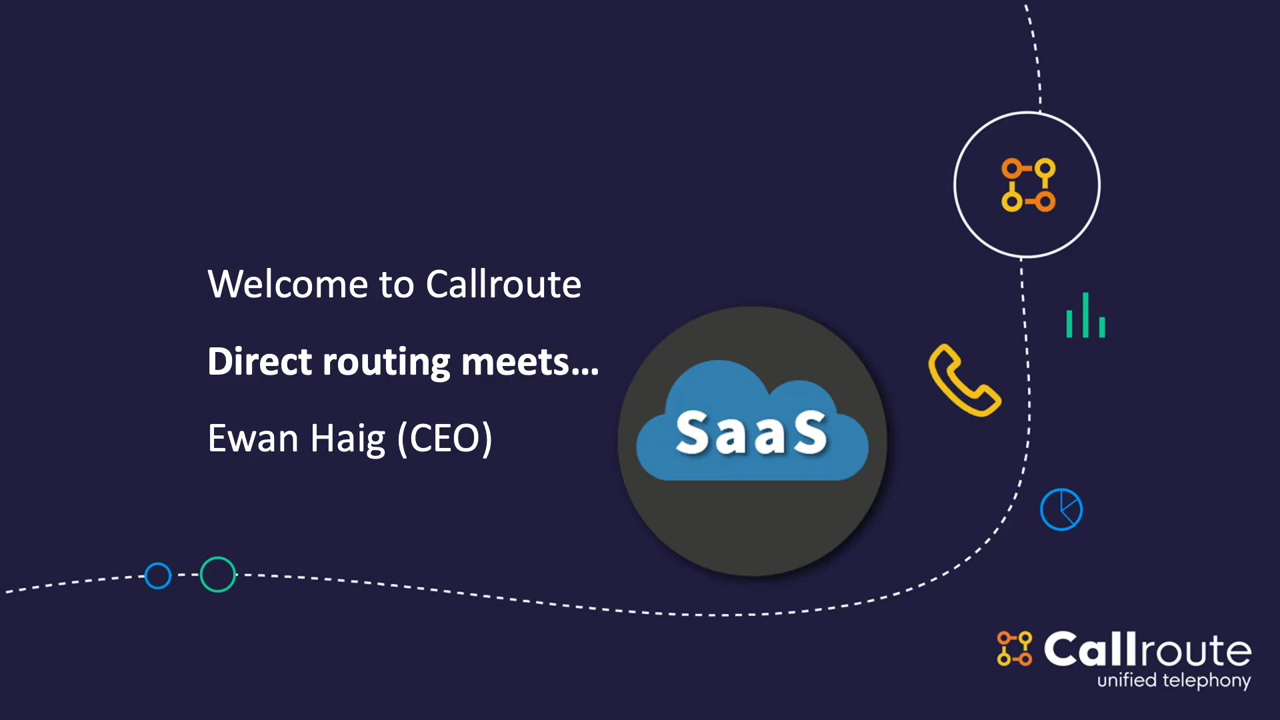 Welcome to Callroute
Direct routing meets...
Ewan Haig (CEO)
SaaS
Callroute
unified telephony